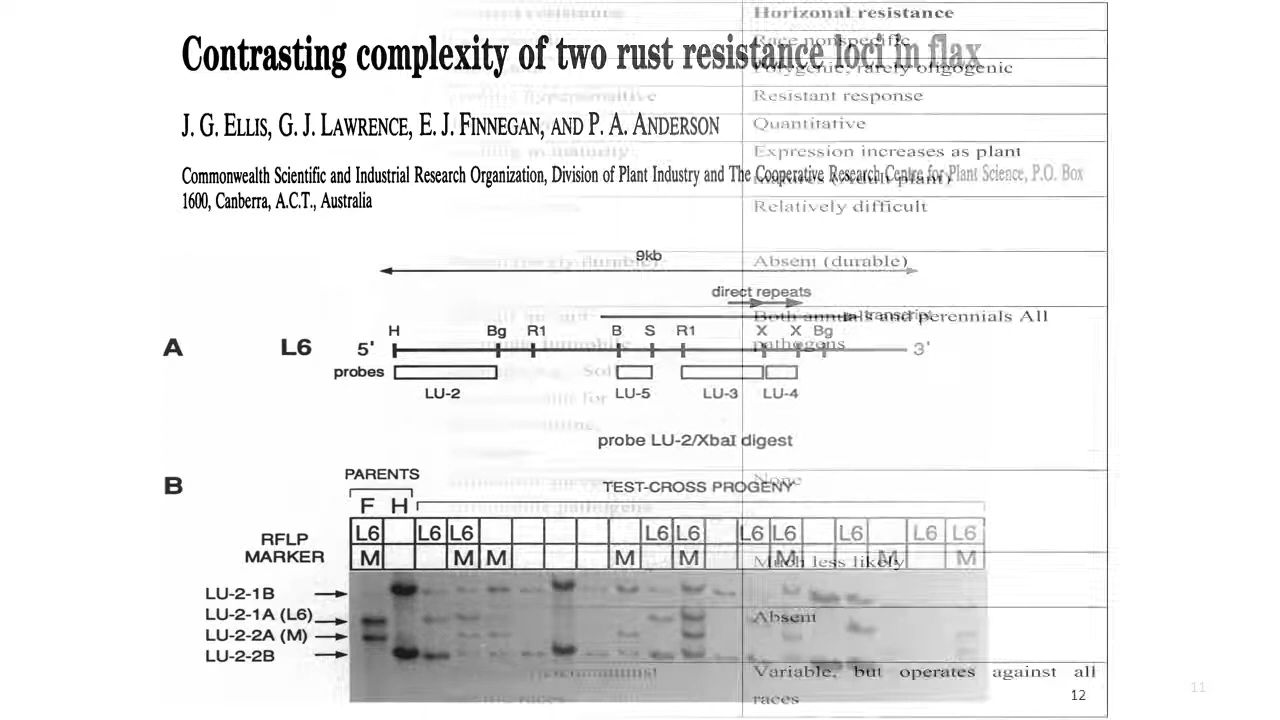 Horizonal resistance
Contrasting complexity of two rust resistance loci in flax
Race nonspecific
Polygenic, rarely oligogenic
Resistant response
J. G. ELLIS, G. J. LAWRENCE, E. J. FINNEGAN, AND P. A. ANDERSON
Quantitative
Expression increases as plant
Commonwealth Scientific and Industrial Research Organization, Division of Plant Industry and The Cooperative Research Centre for Plant Science, P.O. Box
1600, Canberra, A.C.T., Australia
Relatively difficult
9kb
Absent (durable)
direct repeats
transcript
Both annuals and perennials All
pathogens
H Bg R1 B S R1 X X Bg
A L6 5' 3'
probes
LU-2 LU-5 LU-3 LU-4
probe LU-2/XbaI digest
B
PARENTS
None
TEST-CROSS PROGENY
F H
RFLP
MARKER
L6 L6 L6 L6 L6 L6 L6 L6 L6 L6
M M M M M M M M
Much less likely
LU-2-1B
LU-2-1A (L6)
LU-2-2A (M)
LU-2-2B
Absent
Variable, but operates against all
races
12
11